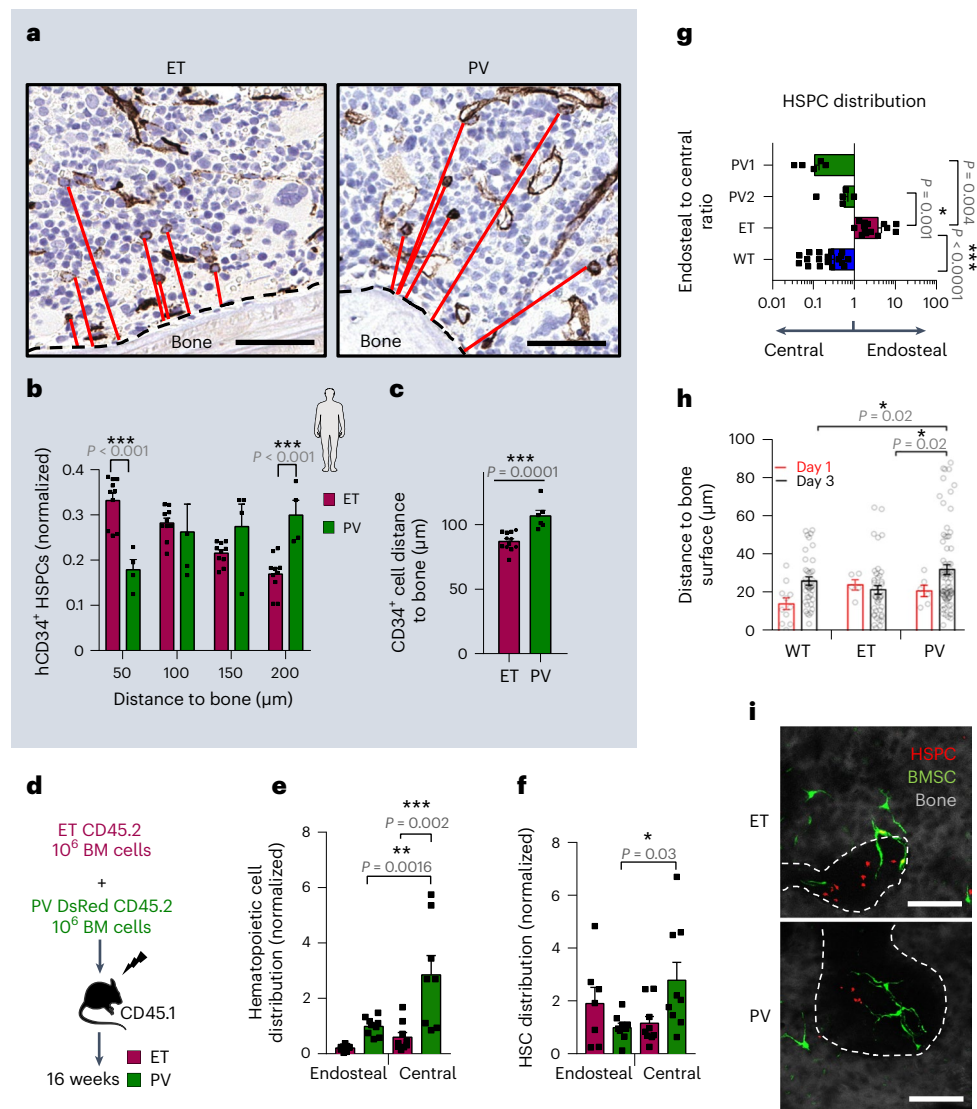 a
ET
PV
Bone
Bone
b
hCD34⁺ HSPCs (normalized)
***
P < 0.001
***
P < 0.001
0.4
0.3
0.2
0.1
0
50 100 150 200
Distance to bone (µm)
ET
PV
c
CD34⁺ cell distance
to bone (µm)
***
P = 0.0001
100
50
0
ET PV
d
ET CD45.2
10⁶ BM cells
+
PV DsRed CD45.2
10⁶ BM cells
CD45.1
16 weeks
ET
PV
e
Hematopoietic cell
distribution (normalized)
***
P = 0.002
**
P = 0.0016
8
6
4
2
0
Endosteal Central
f
HSC distribution (normalized)
*
P = 0.03
8
6
4
2
0
Endosteal Central
g
HSPC distribution
Endosteal to central
ratio
PV1
PV2
ET
WT
P = 0.0004
*
P = 0.001
***
P < 0.0001
0.01 0.1 1 10 100
Central Endosteal
h
Distance to bone
surface (µm)
*
P = 0.02
*
P = 0.02
100
80
60
40
20
0
Day 1
Day 3
WT ET PV
i
ET
HSPC
BMSC
Bone
PV